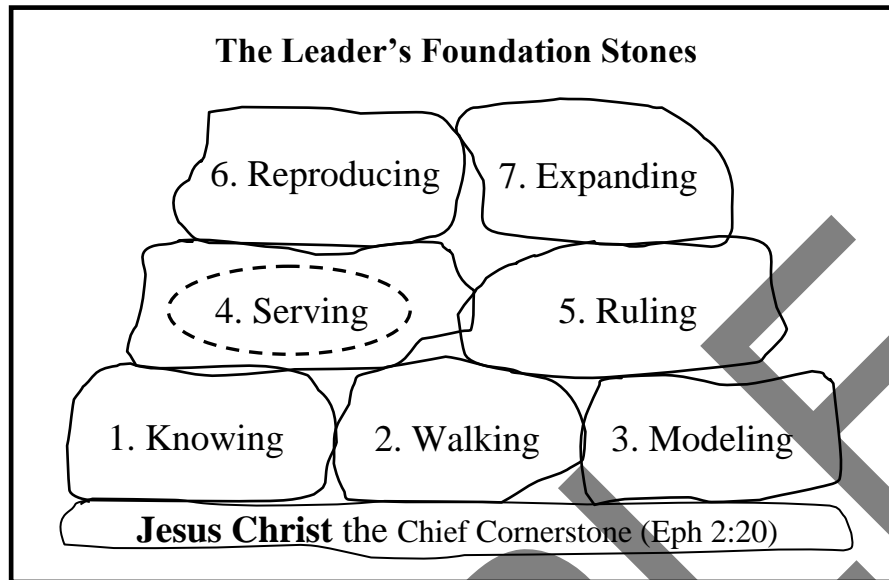 The Leader’s Foundation Stones
6. Reproducing 7. Expanding
4. Serving 5. Ruling
1. Knowing 2. Walking 3. Modeling
Jesus Christ the Chief Cornerstone (Eph 2:20)